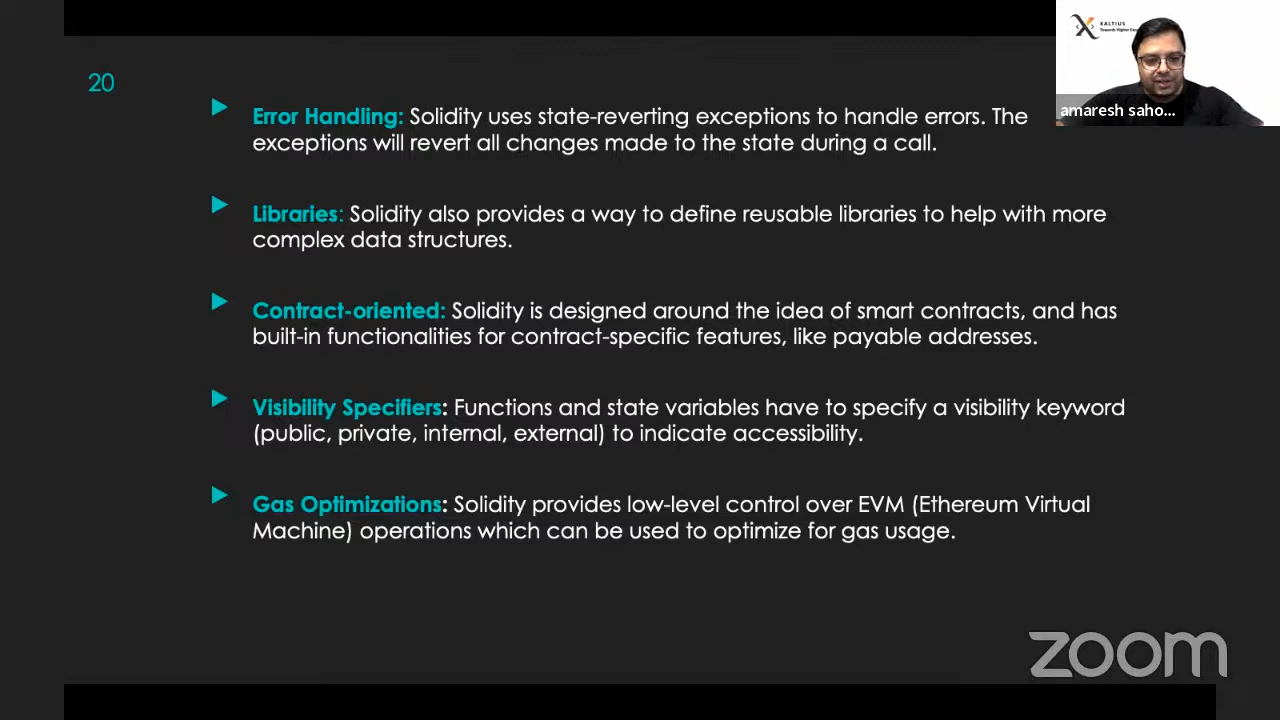 20
Error Handling: Solidity uses state-reverting exceptions to handle errors. The
exceptions will revert all changes made to the state during a call.
Libraries: Solidity also provides a way to define reusable libraries to help with more
complex data structures.
Contract-oriented: Solidity is designed around the idea of smart contracts, and has
built-in functionalities for contract-specific features, like payable addresses.
Visibility Specifiers: Functions and state variables have to specify a visibility keyword
(public, private, internal, external) to indicate accessibility.
Gas Optimizations: Solidity provides low-level control over EVM (Ethereum Virtual
Machine) operations which can be used to optimize for gas usage.
XALTIUS
Towards Higher
amaresh saho...
zoom